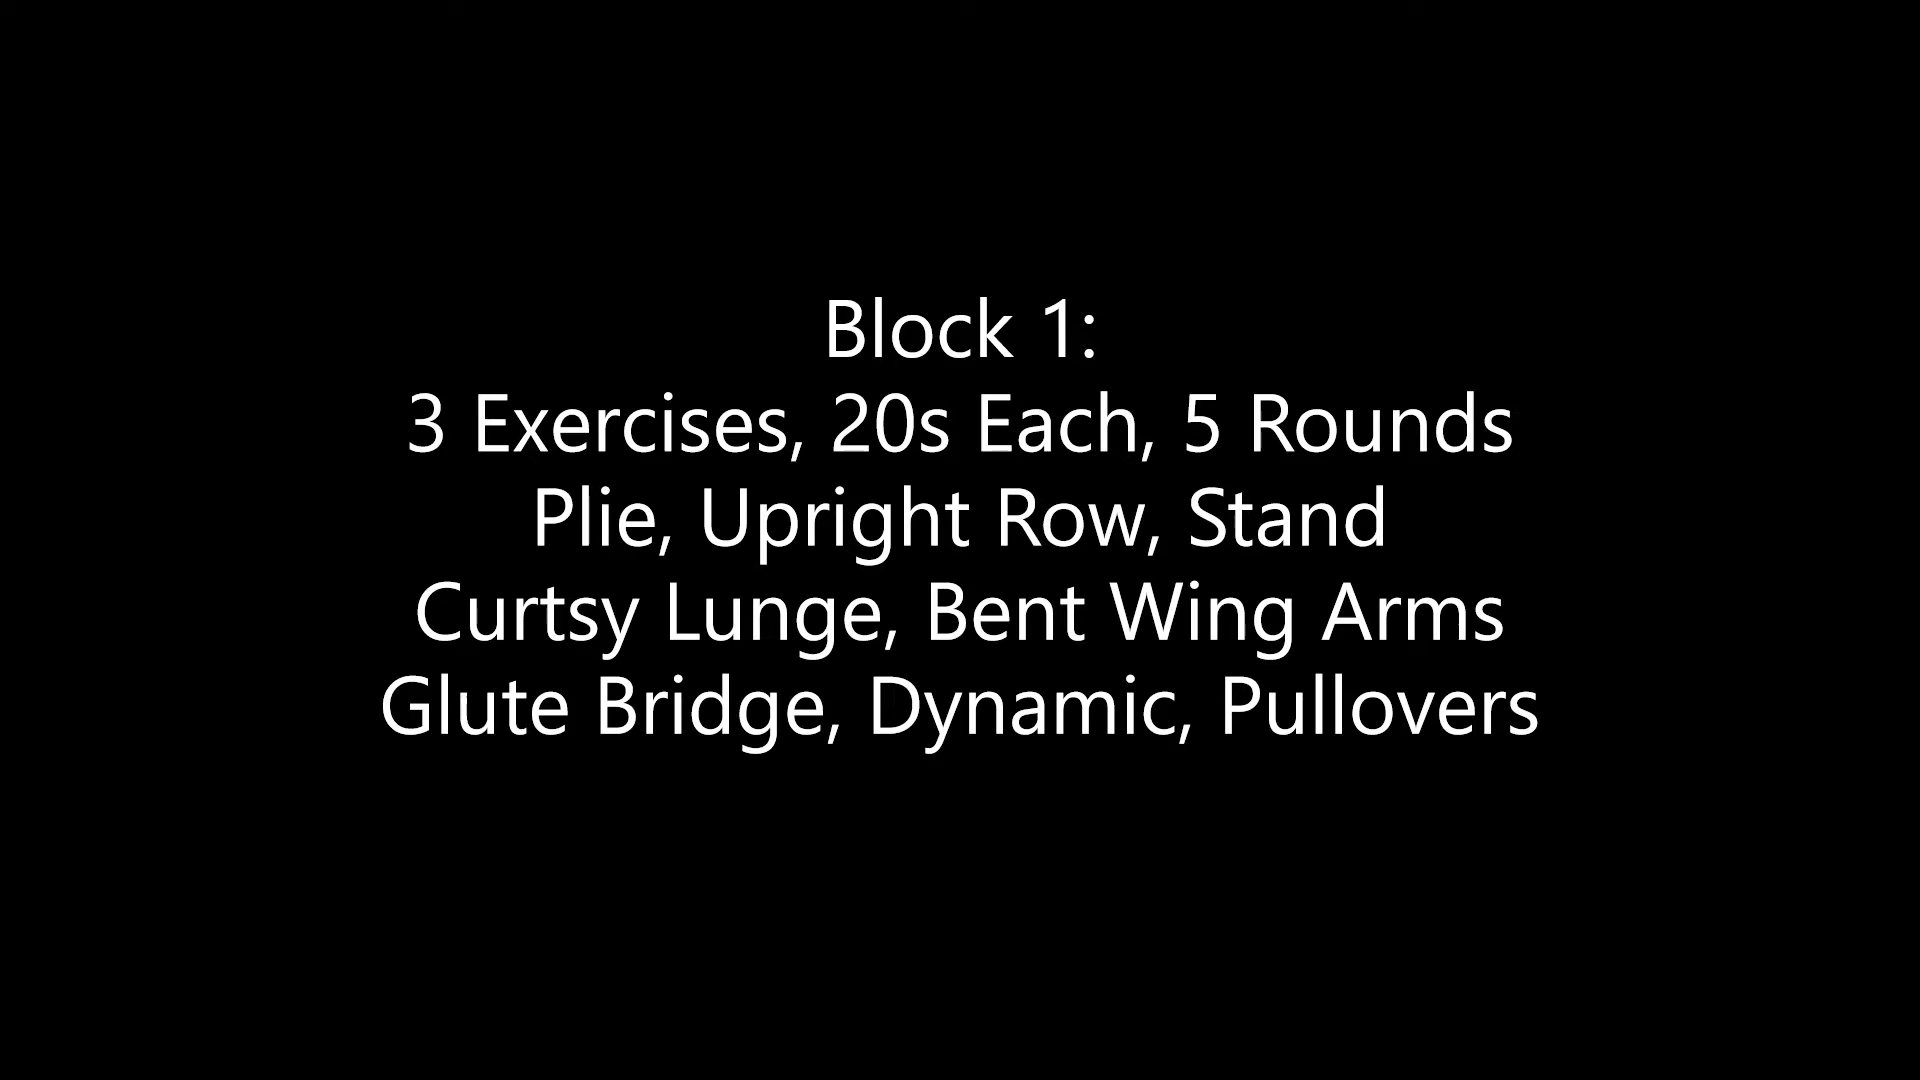 Block 1:
3 Exercises, 20s Each, 5 Rounds
Plie, Upright Row, Stand
Curtsy Lunge, Bent Wing Arms
Glute Bridge, Dynamic, Pullovers